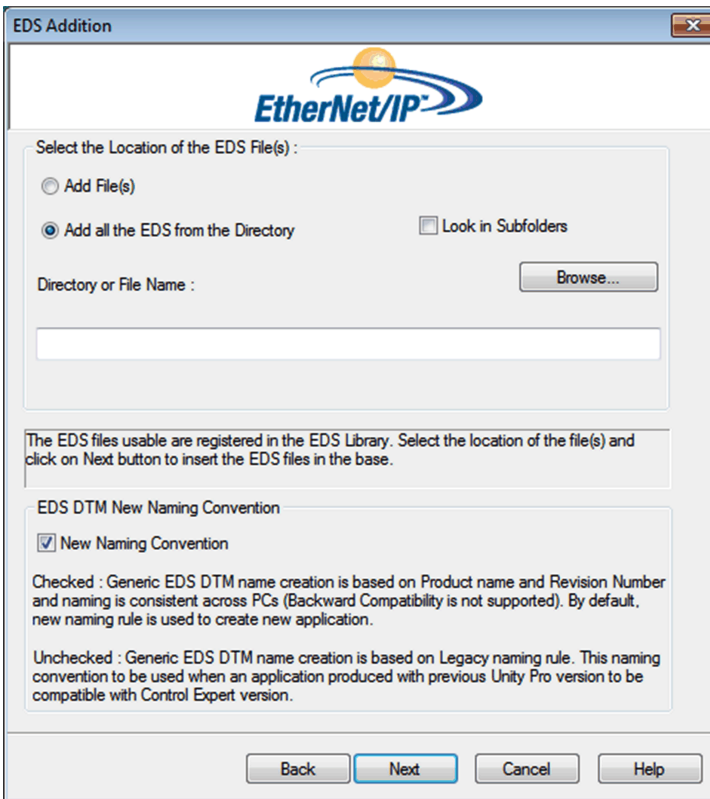 EDS Addition
EtherNet/IP™
Select the Location of the EDS File(s) :
Add File(s)
Add all the EDS from the Directory
Look in Subfolders
Directory or File Name :
Browse...
The EDS files usable are registered in the EDS Library. Select the location of the file(s) and
click on Next button to insert the EDS files in the base.
EDS DTM New Naming Convention
New Naming Convention
Checked : Generic EDS DTM name creation is based on Product name and Revision Number
and naming is consistent across PCs (Backward Compatibility is not supported). By default,
new naming rule is used to create new application.
Unchecked : Generic EDS DTM name creation is based on Legacy naming rule. This naming
convention to be used when an application produced with previous Unity Pro version to be
compatible with Control Expert version.
Back
Next
Cancel
Help